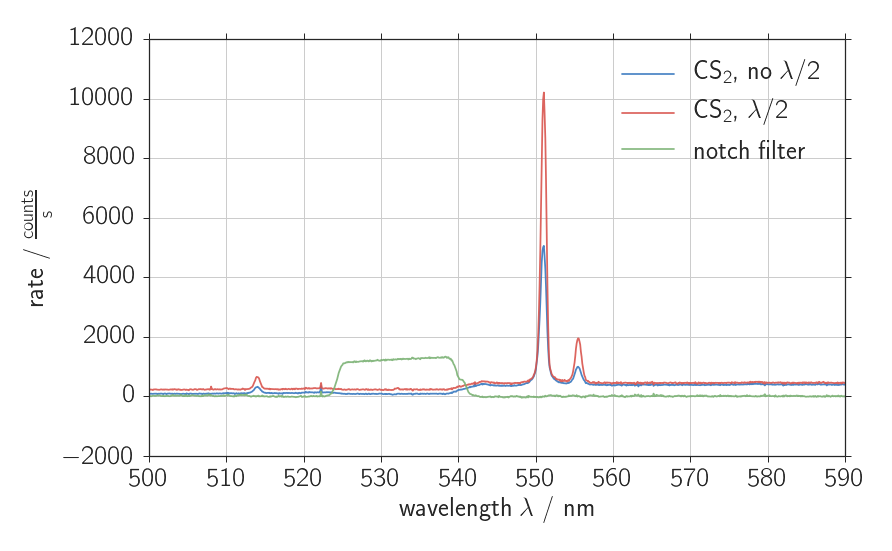 12000
10000
8000
6000
4000
2000
0
−2000
500 510 520 530 540 550 560 570 580 590
rate / counts/s
wavelength λ / nm
CS₂, no λ/2
CS₂, λ/2
notch filter